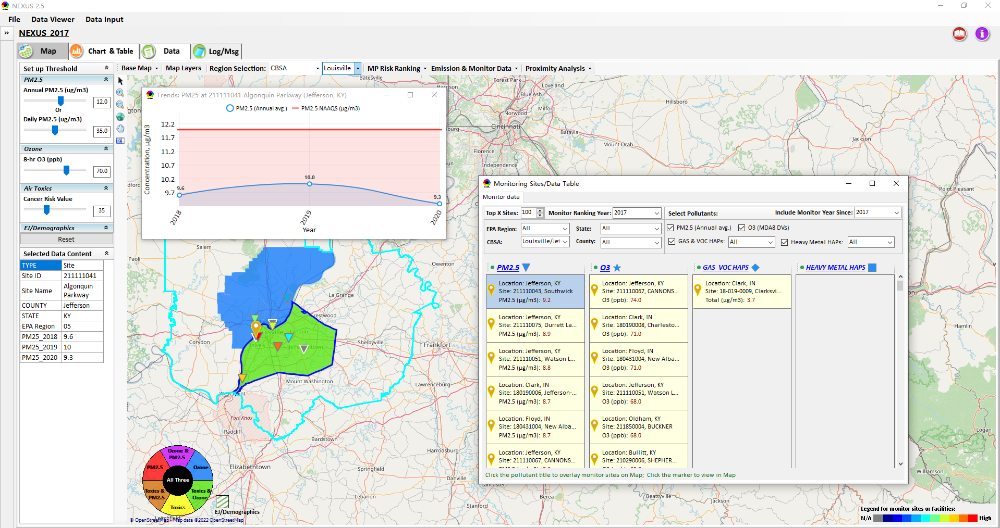 NEXUS 2.5
File Data Viewer Data Input
»
NEXUS_2017
Map Chart & Table Data Log/Msg
Set up Threshold
PM2.5
Annual PM2.5 (ug/m3)
12.0
Or
Daily PM2.5 (ug/m3)
35.0
Ozone
8-hr O3 (ppb)
70.0
Air Toxics
Cancer Risk Value
35
EJ/Demographics
Reset
Selected Data Content
TYPE Site
Site ID 211111041
Site Name Algonquin
Parkway
COUNTY Jefferson
STATE KY
EPA Region 05
PM25_2018 9.6
PM25_2019 10
PM25_2020 9.3
Base Map Map Layers Region Selection: CBSA Louisville MP Risk Ranking Emission & Monitor Data Proximity Analysis
Trends: PM25 at 211111041 Algonquin Parkway (Jefferson, KY)
PM2.5 (Annual avg.) PM2.5 NAAQS (µg/m3)
Concentration, µg/m3
12.2
11.7
11.2
10.7
10.2
9.7
9.6
10.0
9.3
2018
2019
2020
Year
Batesville
Forest Park
Loveland
Blue Ash
Milford
Hillsboro
Norwood
Cincinnati
Batavia
Mount Orab
Jackson
Florence
Independence
Point Pleasant
Salem
Paoli
Owenton
La Grange
Crestwood
Louisville
Lyndon
Shively
Jeffersontown
Corydon
Shelbyville
Frankfort
Mount Washington
Lawrenceburg
West Point
Fort Knox
Radcliff
Bardstown
Harrodsburg
Elizabethtown
Springfield
Danville
Lebanon
Stanford
Lancaster
Berea
Beattyville
Jackson
Hamlin
Logan
Williamson
Leitchfield
Monitoring Sites/Data Table
Monitor data
Top X Sites: 100 Monitor Ranking Year: 2017
Select Pollutants: Include Monitor Year Since: 2017
EPA Region: All State: All
PM2.5 (Annual avg.) O3 (MDA8 DVs)
CBSA: Louisville/Jef County: All
GAS & VOC HAPs: All Heavy Metal HAPs: All
PM2.5
Location: Jefferson, KY
Site: 211110043, Southwick
PM2.5 (µg/m3): 9.2
Location: Jefferson, KY
Site: 211110075, Durrett La...
PM2.5 (µg/m3): 8.9
Location: Jefferson, KY
Site: 211110051, Watson L...
PM2.5 (µg/m3): 8.8
Location: Clark, IN
Site: 180190006, Jefferson-...
PM2.5 (µg/m3): 8.7
Location: Floyd, IN
Site: 180431004, New Alba...
PM2.5 (µg/m3): 8.7
Location: Jefferson, KY
Site: 211110067, CANNONS...
O3
Location: Jefferson, KY
Site: 211110067, CANNONS...
O3 (ppb): 74.0
Location: Clark, IN
Site: 180190008, Charlesto...
O3 (ppb): 71.0
Location: Floyd, IN
Site: 180431004, New Alba...
O3 (ppb): 71.0
Location: Jefferson, KY
Site: 211110051, Watson L...
O3 (ppb): 68.0
Location: Oldham, KY
Site: 211850004, BUCKNER
O3 (ppb): 68.0
Location: Bullitt, KY
Site: 210290006, SHEPHER...
GAS_VOC HAPS
Location: Clark, IN
Site: 18-019-0009, Clarksvi...
Total (µg/m3): 3.7
HEAVY METAL HAPS
Click the pollutant title to overlay monitor sites on Map; Click the marker to view in Map
Ozone &
PM2.5
PM2.5
Ozone
All Three
Toxics &
PM2.5
Toxics &
Ozone
Toxics
EJ/Demographics
© OpenStreetMap - Map data ©2022 OpenStreetMap
Legend for monitor sites or facilities:
N/A High